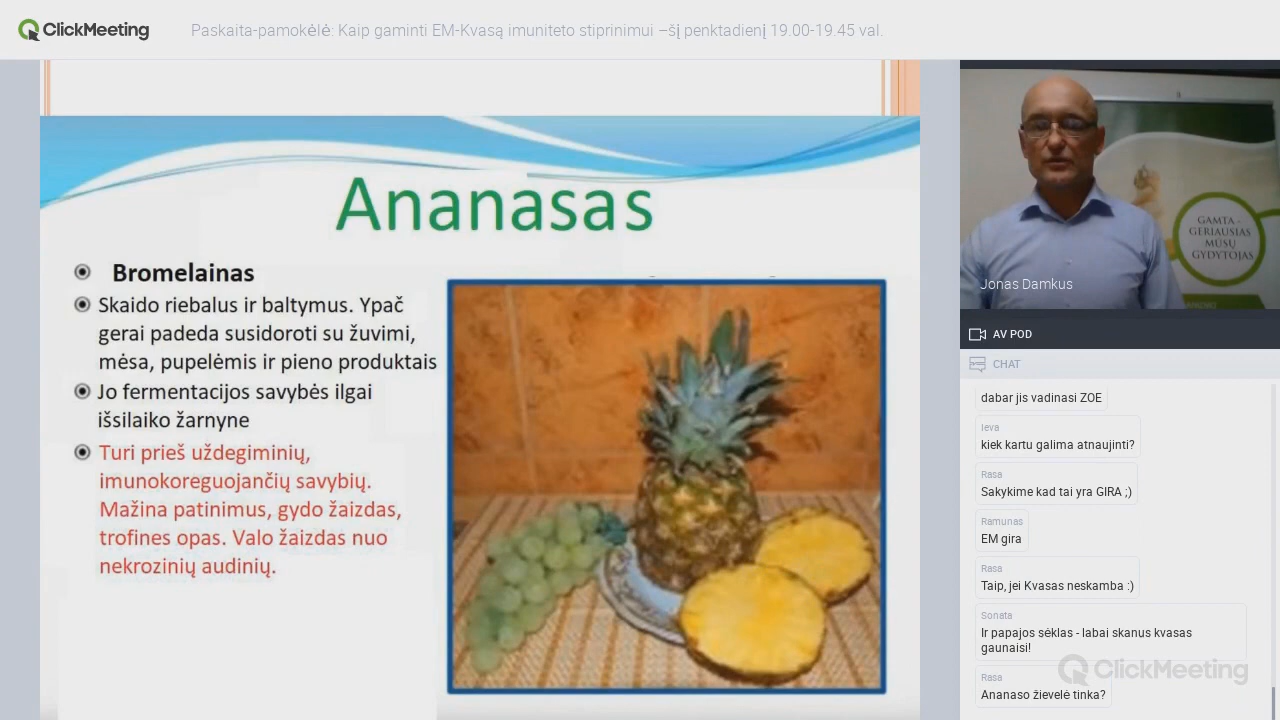 ClickMeeting
Paskaita-pamokėlė: Kaip gaminti EM-Kvasą imuniteto stiprinimui –šį penktadienį 19.00-19.45 val.
Ananasas
Bromelainas
Skaido riebalus ir baltymus. Ypač
gerai padeda susidoroti su žuvimi,
mėsa, pupelėmis ir pieno produktais
Jo fermentacijos savybės ilgai
išsilaiko žarnyne
Turi prieš uždegiminių,
imunokoreguojančių savybių.
Mažina patinimus, gydo žaizdas,
trofines opas. Valo žaizdas nuo
nekrozinių audinių.
GAMTA -
GERIAUSIAS
MŪSŲ
GYDYTOJAS
Jonas Damkus
AV POD
CHAT
dabar jis vadinasi ZOE
Ieva
kiek kartu galima atnaujinti?
Rasa
Sakykime kad tai yra GIRA ;)
Ramunas
EM gira
Rasa
Taip, jei Kvasas neskamba :)
Sonata
Ir papajos sėklas - labai skanus kvasas
gaunaisi!
Rasa
Ananaso žievelė tinka?
ClickMeeting